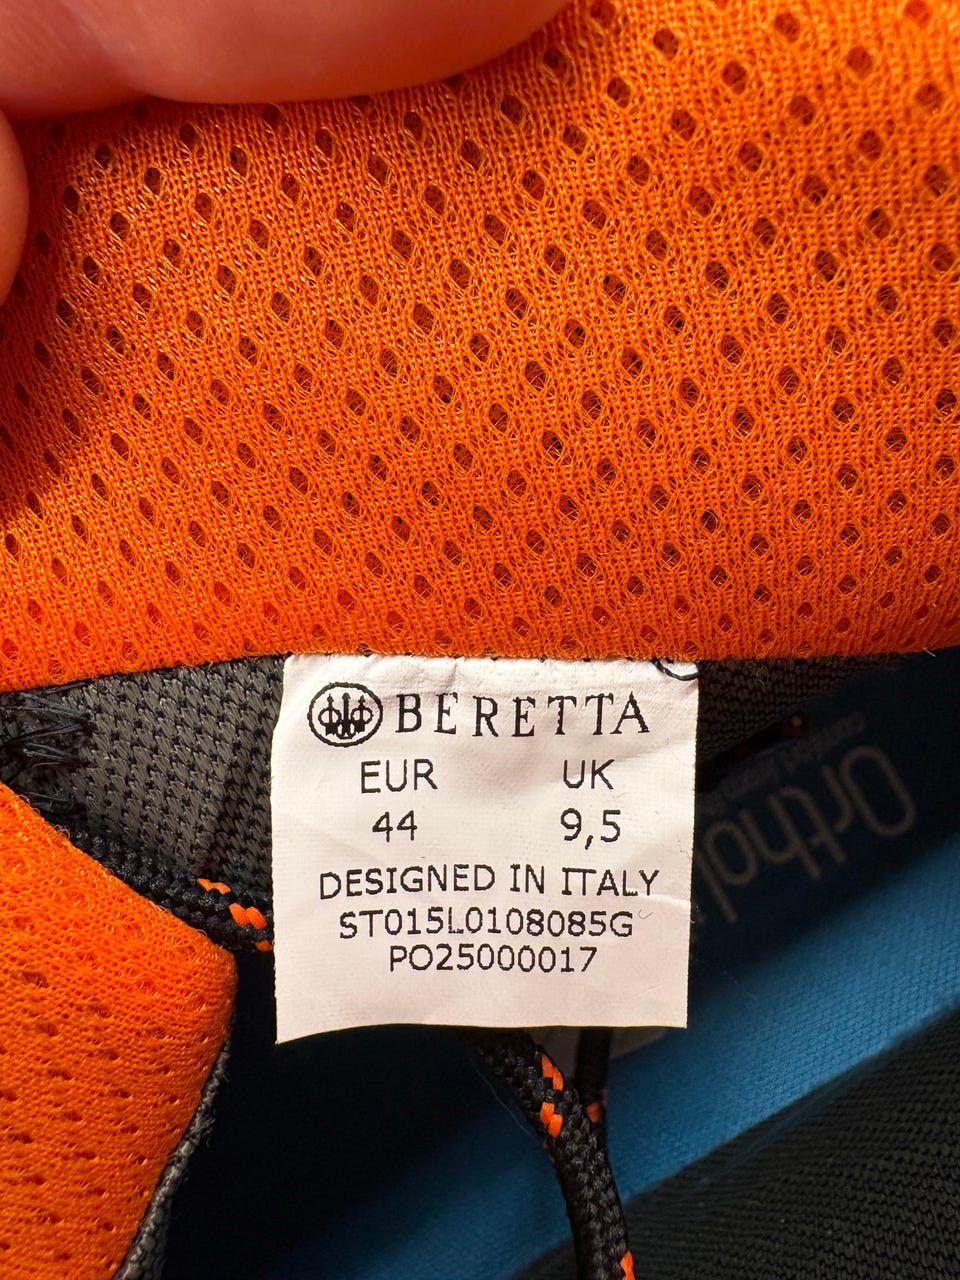 BERETTA
EUR UK
44 9,5
DESIGNED IN ITALY
ST015L0108085G
PO25000017